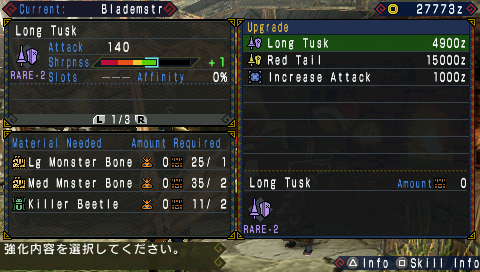 Current: Blademstr
27773z
Long Tusk
Attack 140
Shrpnss +1
RARE-2 Slots --- Affinity 0%
L 1/3 R
Material Needed Amount Required
Lg Monster Bone 0 25/ 1
Med Mnster Bone 0 35/ 2
Killer Beetle 0 11/ 2
Upgrade
Long Tusk 4900z
Red Tail 15000z
Increase Attack 1000z
Long Tusk Amount 0
RARE-2
強化内容を選択してください。
Info Skill Info